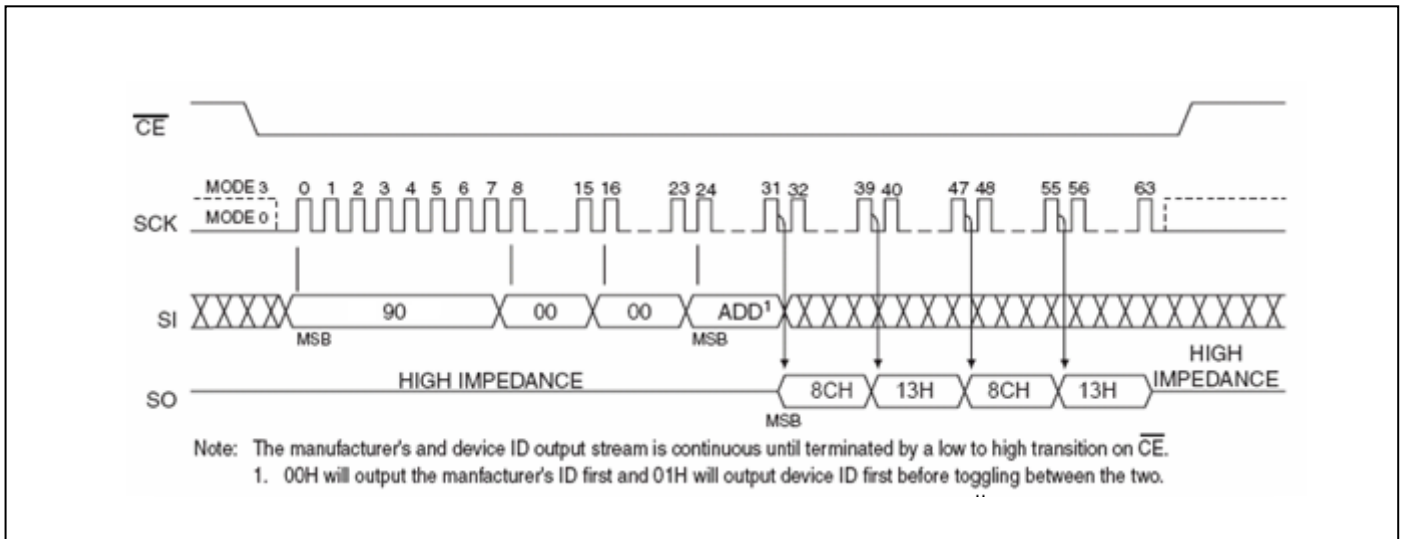 CE
MODE 3 0 1 2 3 4 5 6 7 8 15 16 23 24 31 32 39 40 47 48 55 56 63
SCK MODE 0
SI 90 00 00 ADD¹
MSB MSB
HIGH IMPEDANCE HIGH IMPEDANCE
SO 8CH 13H 8CH 13H
MSB
Note: The manufacturer's and device ID output stream is continuous until terminated by a low to high transition on CE.
1. 00H will output the manfacturer's ID first and 01H will output device ID first before toggling between the two.